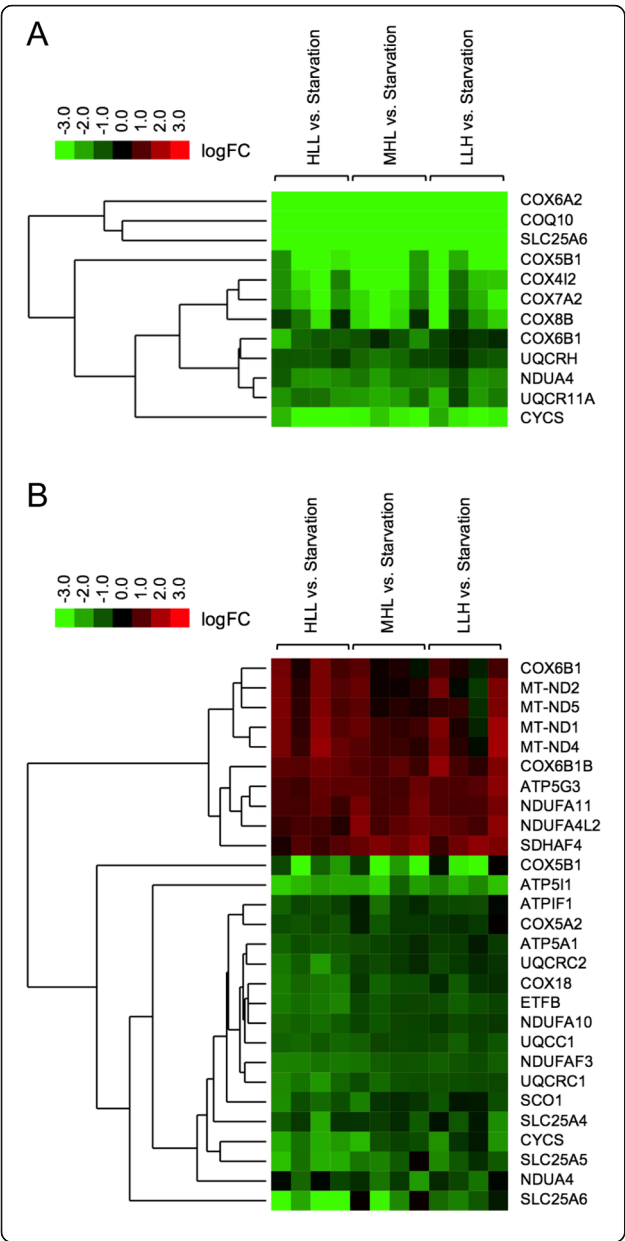 A
-3.0 -2.0 -1.0 0.0 1.0 2.0 3.0
logFC
HLL vs. Starvation
MHL vs. Starvation
LLH vs. Starvation
COX6A2
COQ10
SLC25A6
COX5B1
COX4I2
COX7A2
COX8B
COX6B1
UQCRH
NDUA4
UQCR11A
CYCS
B
-3.0 -2.0 -1.0 0.0 1.0 2.0 3.0
logFC
HLL vs. Starvation
MHL vs. Starvation
LLH vs. Starvation
COX6B1
MT-ND2
MT-ND5
MT-ND1
MT-ND4
COX6B1B
ATP5G3
NDUFA11
NDUFA4L2
SDHAF4
COX5B1
ATP5I1
ATPIF1
COX5A2
ATP5A1
UQCRC2
COX18
ETFB
NDUFA10
UQCC1
NDUFAF3
UQCRC1
SCO1
SLC25A4
CYCS
SLC25A5
NDUA4
SLC25A6